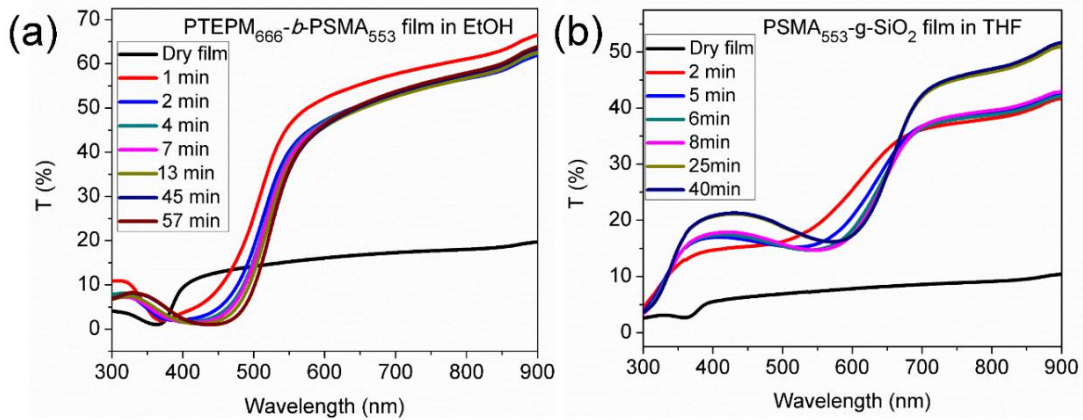 (a)
PTEPM666-b-PSMA553 film in EtOH
Dry film
1 min
2 min
4 min
7 min
13 min
45 min
57 min
T (%)
70
60
50
40
30
20
10
0
300 400 500 600 700 800 900
Wavelength (nm)
(b)
PSMA553-g-SiO2 film in THF
Dry film
2 min
5 min
6min
8min
25min
40min
T (%)
50
40
30
20
10
0
300 400 500 600 700 800 900
Wavelength (nm)